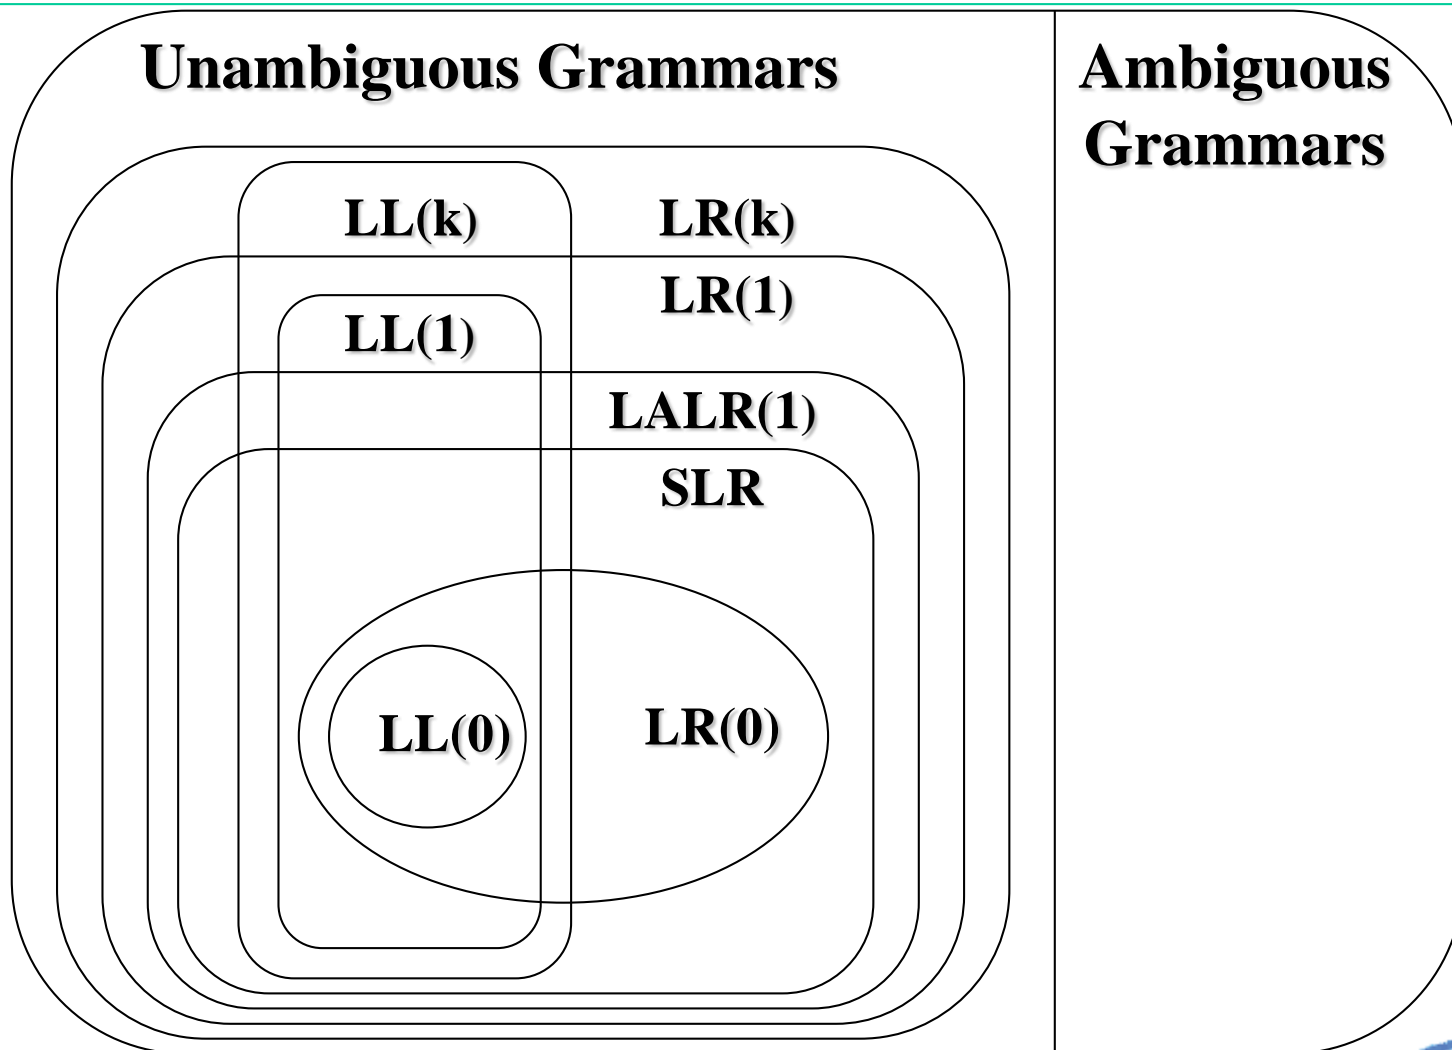 Unambiguous Grammars
Ambiguous
Grammars
LL(k)
LR(k)
LR(1)
LL(1)
LALR(1)
SLR
LL(0)
LR(0)